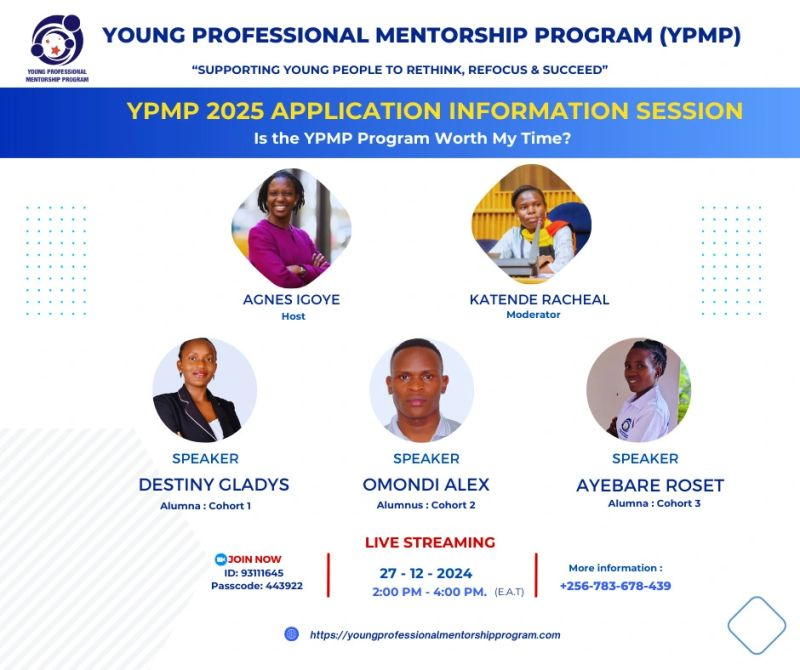 YOUNG PROFESSIONAL MENTORSHIP PROGRAM (YPMP)
YOUNG PROFESSIONAL
MENTORSHIP PROGRAM
“SUPPORTING YOUNG PEOPLE TO RETHINK, REFOCUS & SUCCEED”
YPMP 2025 APPLICATION INFORMATION SESSION
Is the YPMP Program Worth My Time?
AGNES IGOYE
Host
KATENDE RACHEAL
Moderator
SPEAKER
DESTINY GLADYS
Alumna : Cohort 1
SPEAKER
OMONDI ALEX
Alumnus : Cohort 2
SPEAKER
AYEBARE ROSET
Alumna : Cohort 3
JOIN NOW
ID: 93111645
Passcode: 443922
LIVE STREAMING
27 - 12 - 2024
2:00 PM - 4:00 PM. (E.A.T)
More information :
+256-783-678-439
https://youngprofessionalmentorshipprogram.com